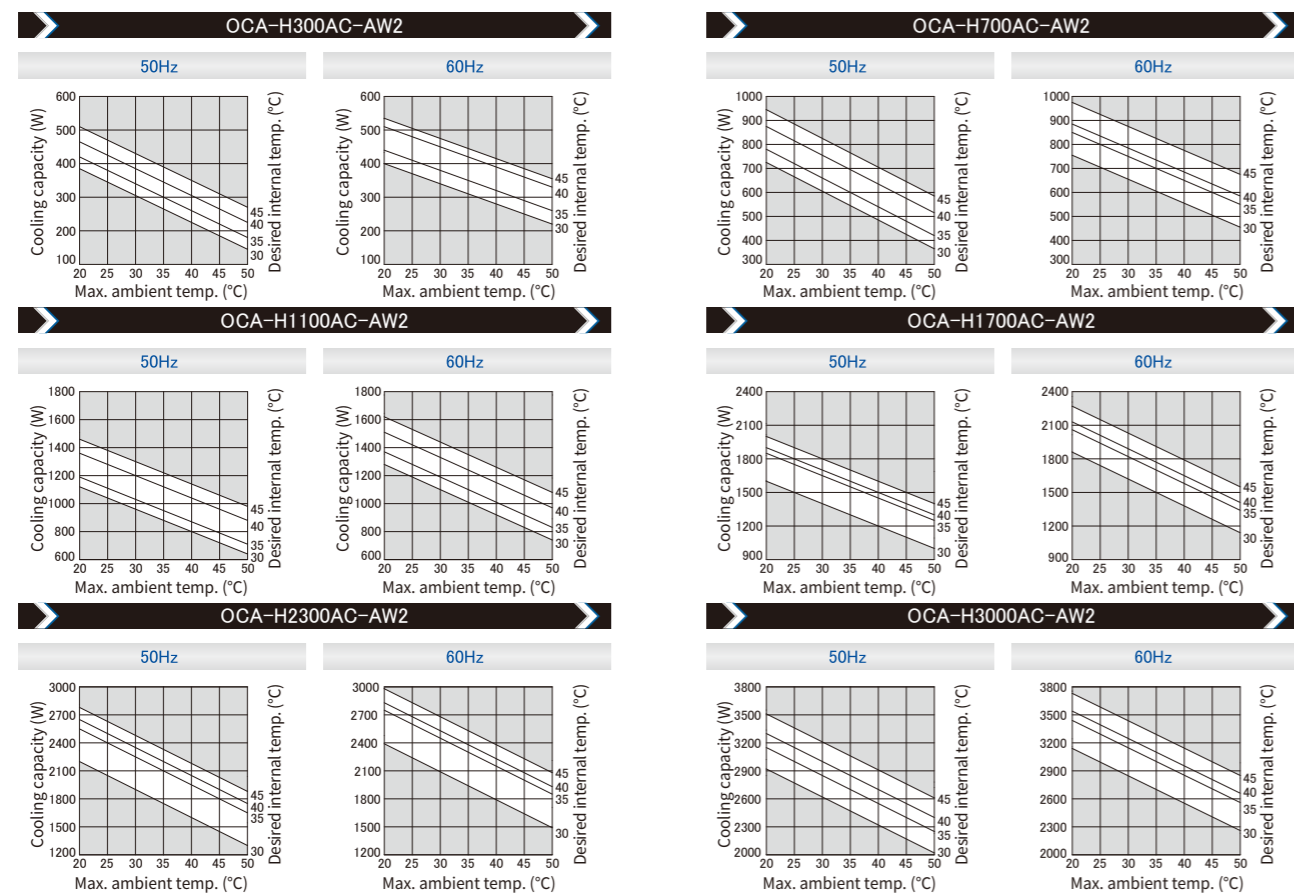 OCA-H300AC-AW2
50Hz
600
500
400
300
200
100
Cooling capacity (W)
20 25 30 35 40 45 50
Max. ambient temp. (°C)
45
40
35
30
Desired internal temp. (°C)
60Hz
600
500
400
300
200
100
Cooling capacity (W)
20 25 30 35 40 45 50
Max. ambient temp. (°C)
45
40
35
30
Desired internal temp. (°C)
OCA-H700AC-AW2
50Hz
1000
900
800
700
600
500
400
300
Cooling capacity (W)
20 25 30 35 40 45 50
Max. ambient temp. (°C)
45
40
35
30
Desired internal temp. (°C)
60Hz
1000
900
800
700
600
500
400
300
Cooling capacity (W)
20 25 30 35 40 45 50
Max. ambient temp. (°C)
45
40
35
30
Desired internal temp. (°C)
OCA-H1100AC-AW2
50Hz
1800
1600
1400
1200
1000
800
600
Cooling capacity (W)
20 25 30 35 40 45 50
Max. ambient temp. (°C)
45
40
35
30
Desired internal temp. (°C)
60Hz
1800
1600
1400
1200
1000
800
600
Cooling capacity (W)
20 25 30 35 40 45 50
Max. ambient temp. (°C)
45
40
35
30
Desired internal temp. (°C)
OCA-H1700AC-AW2
50Hz
2400
2100
1800
1500
1200
900
Cooling capacity (W)
20 25 30 35 40 45 50
Max. ambient temp. (°C)
45
40
35
30
Desired internal temp. (°C)
60Hz
2400
2100
1800
1500
1200
900
Cooling capacity (W)
20 25 30 35 40 45 50
Max. ambient temp. (°C)
45
40
35
30
Desired internal temp. (°C)
OCA-H2300AC-AW2
50Hz
3000
2700
2400
2100
1800
1500
1200
Cooling capacity (W)
20 25 30 35 40 45 50
Max. ambient temp. (°C)
45
40
35
30
Desired internal temp. (°C)
60Hz
3000
2700
2400
2100
1800
1500
1200
Cooling capacity (W)
20 25 30 35 40 45 50
Max. ambient temp. (°C)
45
40
35
30
Desired internal temp. (°C)
OCA-H3000AC-AW2
50Hz
3800
3500
3200
2900
2600
2300
2000
Cooling capacity (W)
20 25 30 35 40 45 50
Max. ambient temp. (°C)
45
40
35
30
Desired internal temp. (°C)
60Hz
3800
3500
3200
2900
2600
2300
2000
Cooling capacity (W)
20 25 30 35 40 45 50
Max. ambient temp. (°C)
45
40
35
30
Desired internal temp. (°C)